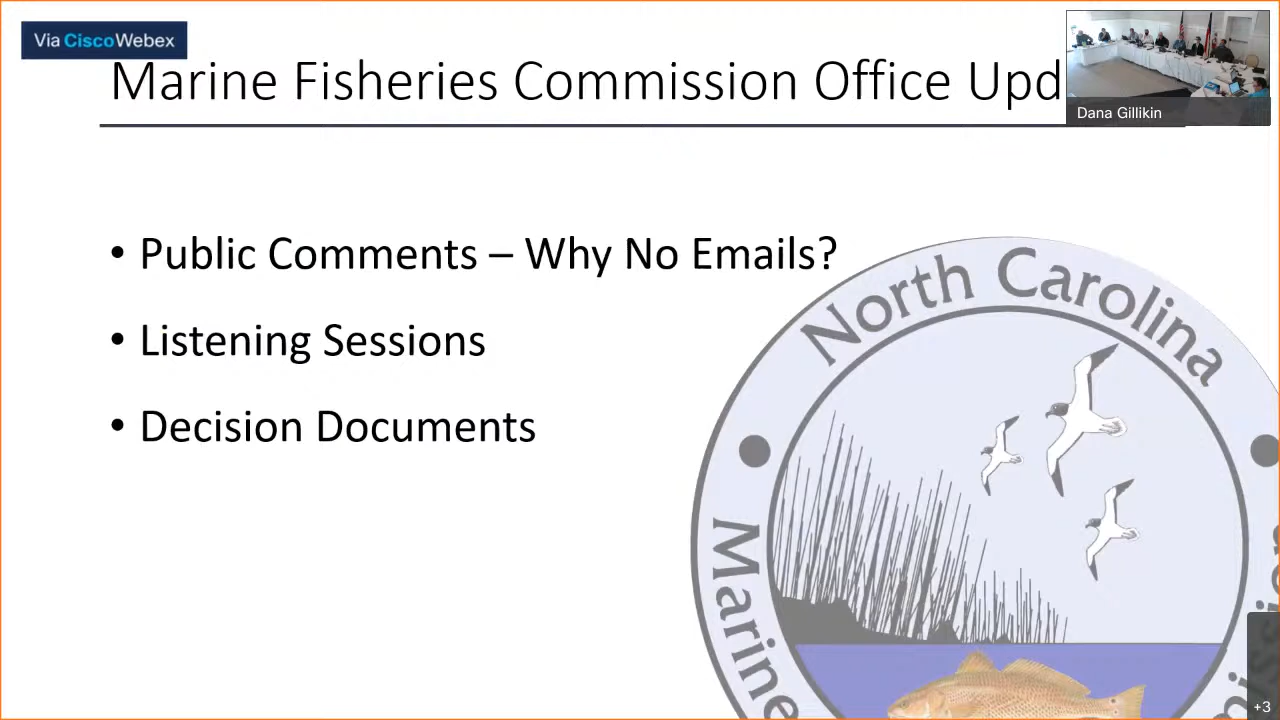 Via CiscoWebex
Marine Fisheries Commission Office Upd
Dana Gillikin
• Public Comments – Why No Emails?
• Listening Sessions
• Decision Documents
North Carolina
Marine
+3